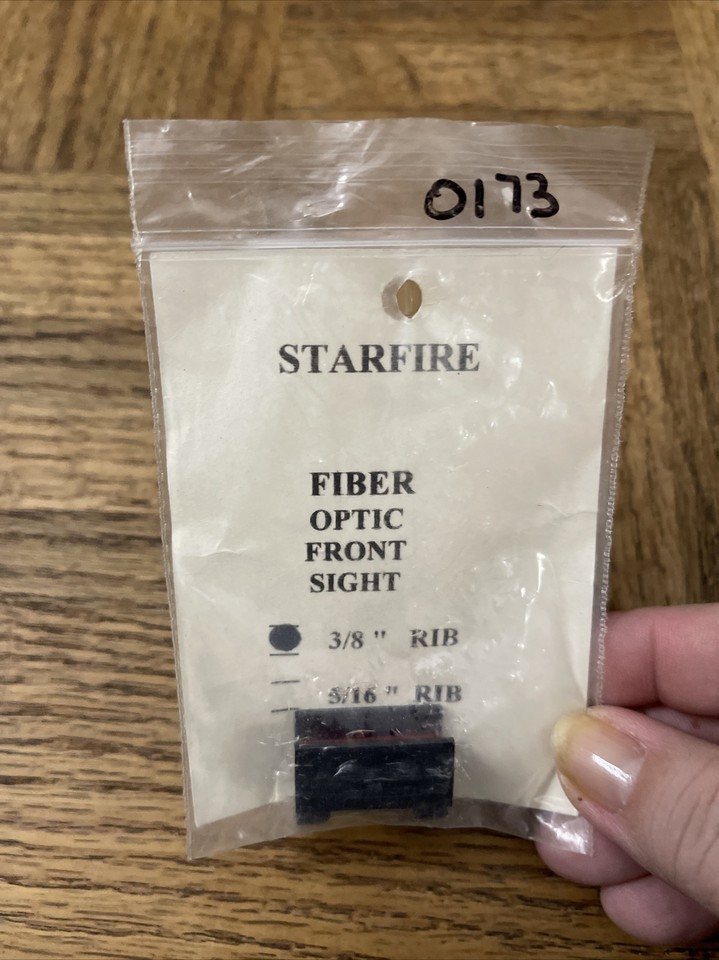 0173
STARFIRE
FIBER
OPTIC
FRONT
SIGHT
3/8 " RIB
5/16 " RIB